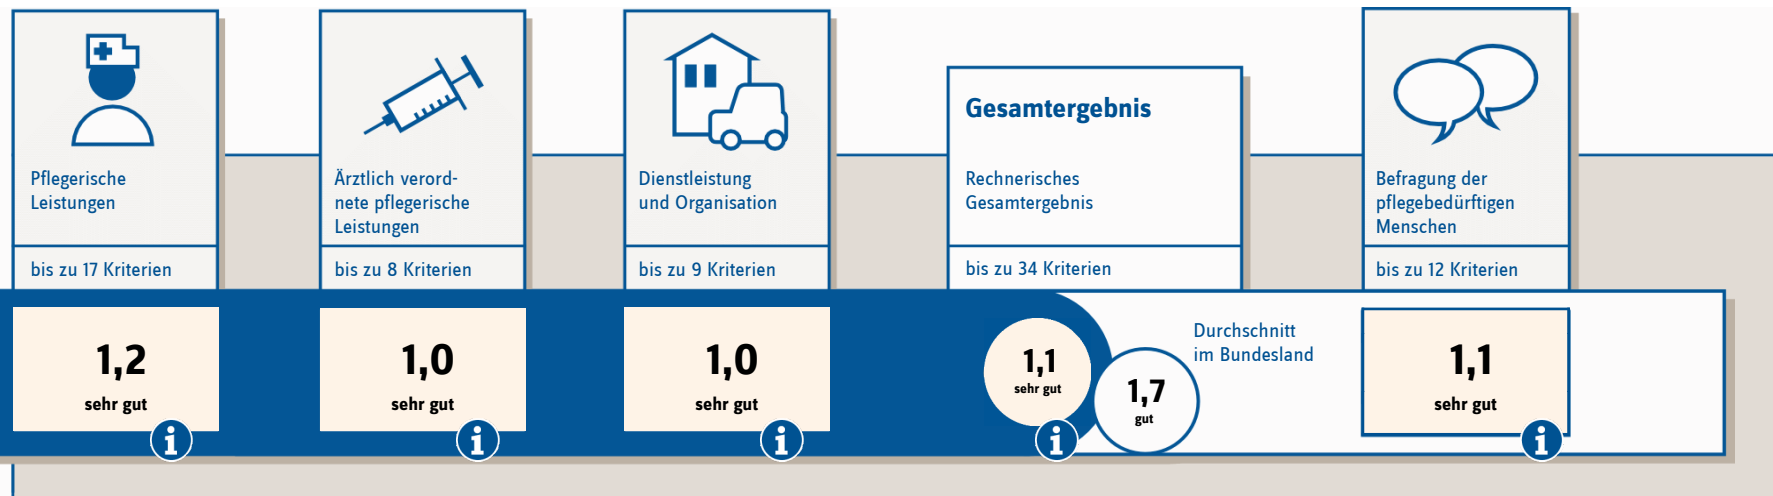 Pflegerische
Leistungen
bis zu 17 Kriterien
1,2
sehr gut
i
Ärztlich verord-
nete pflegerische
Leistungen
bis zu 8 Kriterien
1,0
sehr gut
i
Dienstleistung
und Organisation
bis zu 9 Kriterien
1,0
sehr gut
i
Gesamtergebnis
Rechnerisches
Gesamtergebnis
bis zu 34 Kriterien
1,1
sehr gut
i
1,7
gut
Durchschnitt
im Bundesland
Befragung der
pflegebedürftigen
Menschen
bis zu 12 Kriterien
1,1
sehr gut
i